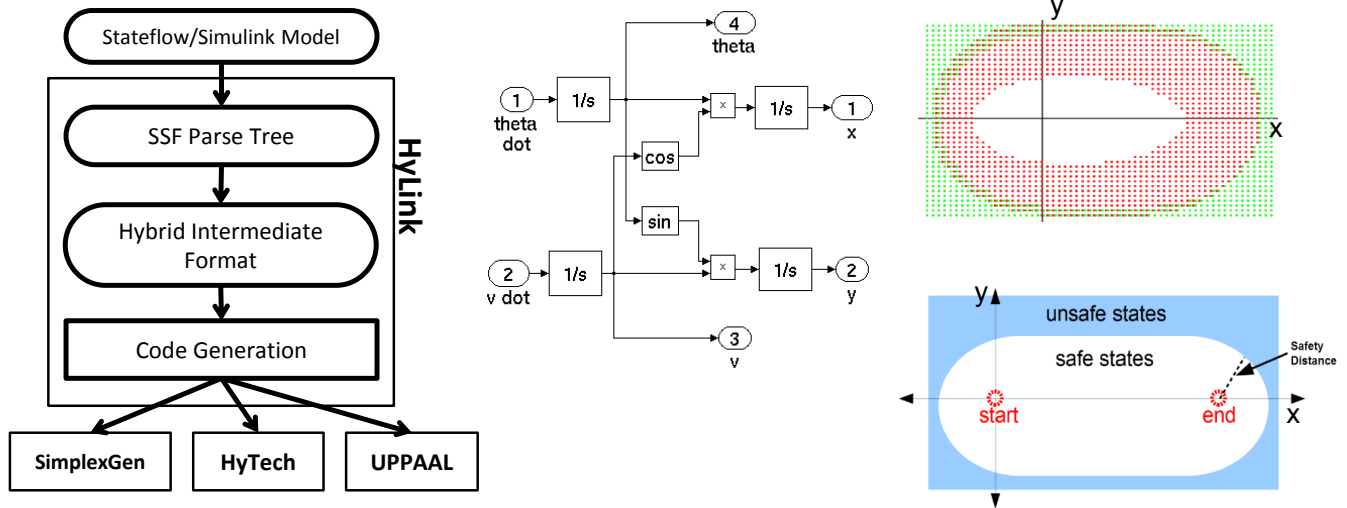 Stateflow/Simulink Model
SSF Parse Tree
Hybrid Intermediate
Format
Code Generation
HyLink
SimplexGen
HyTech
UPPAAL
4
theta
1
theta
dot
1/s
x
1/s
1
x
cos
sin
2
v dot
1/s
x
1/s
2
y
3
v
y
x
y
unsafe states
safe states
Safety
Distance
start
end
x